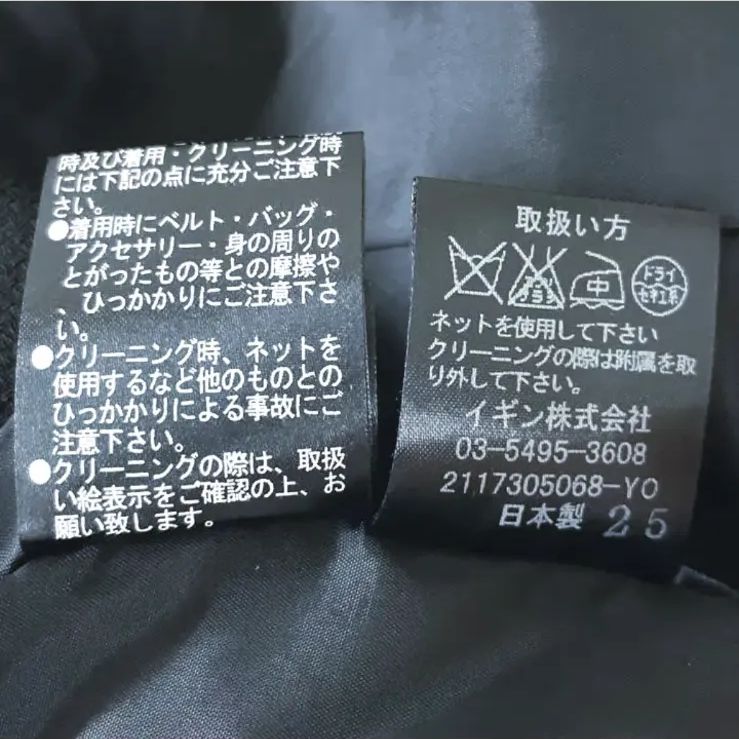 時及び着用・クリーニング時
には下記の点に充分ご注意下
さい。
●着用時にベルト・バッグ・
アクセサリー・身の周りの
とがったもの等との摩擦や
、ひっかかりにご注意下さ
い。
●クリーニング時、ネットを
使用するなど他のものとの
ひっかかりによる事故にご
注意下さい。
●クリーニングの際は、取扱
い絵表示をご確認の上、お
願い致します。
取扱い方
エンソ
サラシ
中
ドライ
セキユ系
ネットを使用して下さい
クリーニングの際は附属を取
り外して下さい。
イギン株式会社
03-5495-3608
2117305068-YO
日本製 25